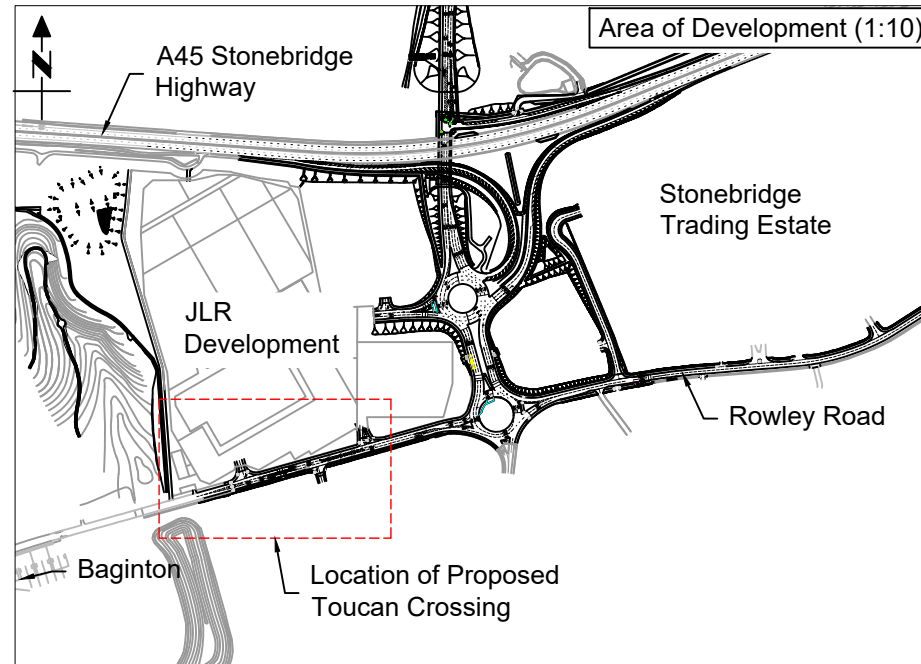 Area of Development (1:10)
N
A45 Stonebridge
Highway
Stonebridge
Trading Estate
JLR
Development
Rowley Road
Baginton
Location of Proposed
Toucan Crossing